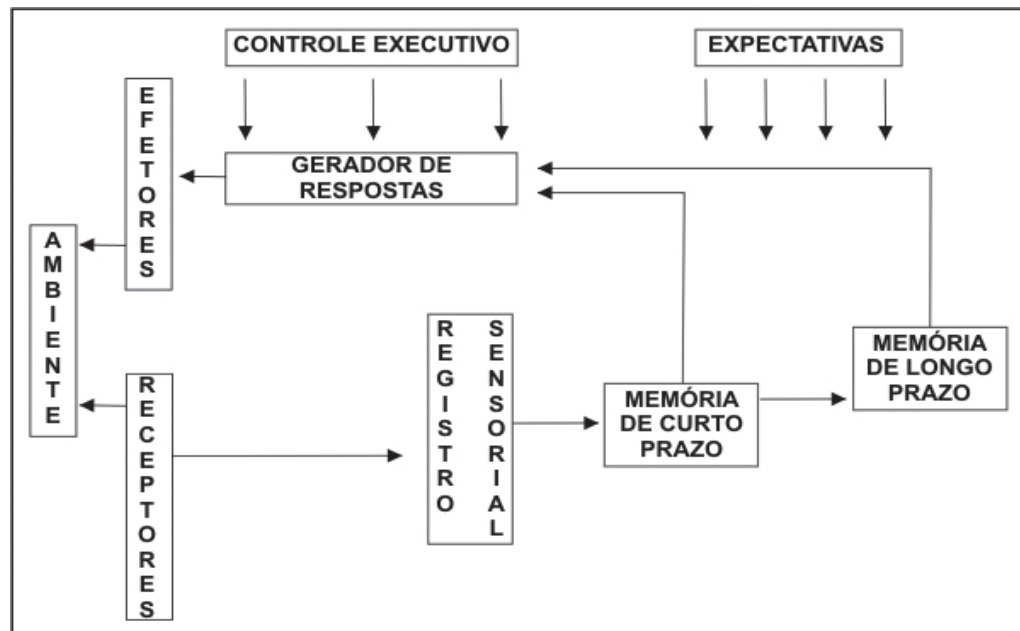 CONTROLE EXECUTIVO
EXPECTATIVAS
EFETORES
GERADOR DE
RESPOSTAS
AMBIENTE
RECEPTORES
REGISTRO
SENSORIAL
MEMÓRIA
DE CURTO
PRAZO
MEMÓRIA
DE LONGO
PRAZO